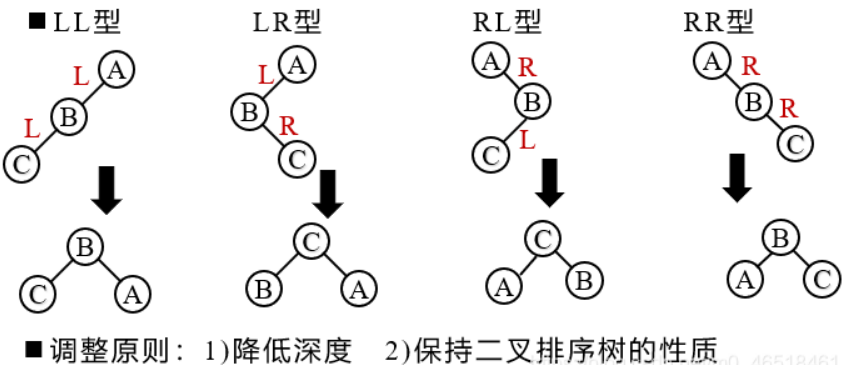 ■LL型 LR型 RL型 RR型
A A A A
L L R R
B B B B
L R L R
C C C C
B C C B
C A B A A B A C
■调整原则：1)降低深度 2)保持二叉排序树的性质
46518461